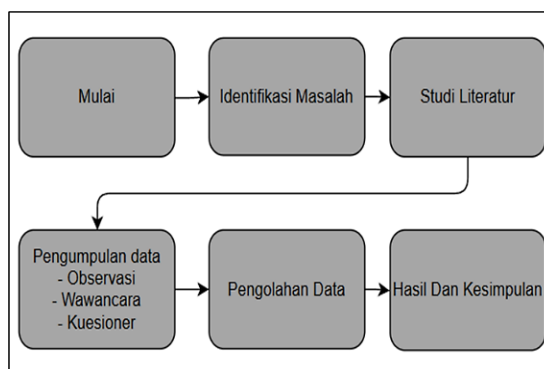 Mulai
Identifikasi Masalah
Studi Literatur
Pengumpulan data
- Observasi
- Wawancara
- Kuesioner
Pengolahan Data
Hasil Dan Kesimpulan